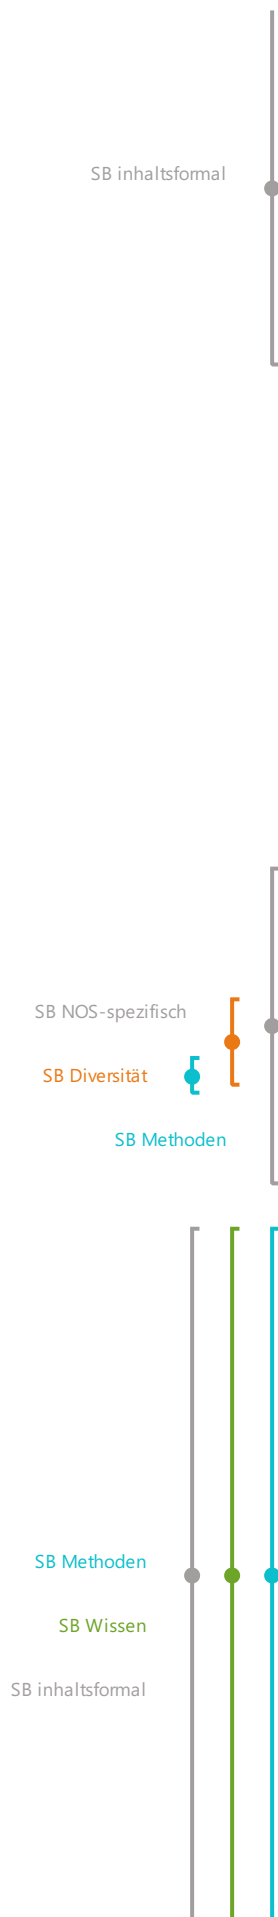 SB inhaltsformal
SB NOS-spezifisch
SB Diversität
SB Methoden
SB Methoden
SB Wissen
SB inhaltsformal